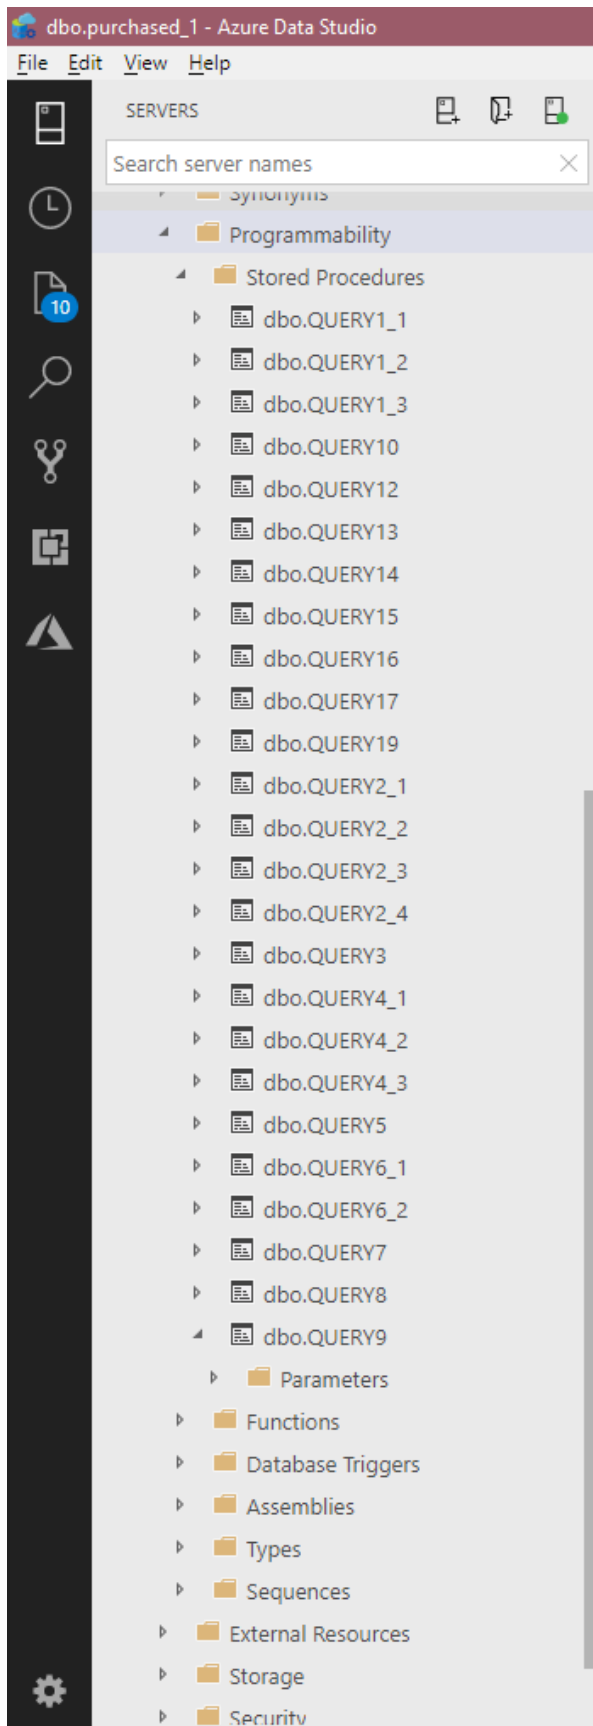 dbo.purchased_1 - Azure Data Studio
File Edit View Help
SERVERS
Search server names
Synonyms
Programmability
Stored Procedures
dbo.QUERY1_1
dbo.QUERY1_2
10
dbo.QUERY1_3
dbo.QUERY10
dbo.QUERY12
dbo.QUERY13
dbo.QUERY14
dbo.QUERY15
dbo.QUERY16
dbo.QUERY17
dbo.QUERY19
dbo.QUERY2_1
dbo.QUERY2_2
dbo.QUERY2_3
dbo.QUERY2_4
dbo.QUERY3
dbo.QUERY4_1
dbo.QUERY4_2
dbo.QUERY4_3
dbo.QUERY5
dbo.QUERY6_1
dbo.QUERY6_2
dbo.QUERY7
dbo.QUERY8
dbo.QUERY9
Parameters
Functions
Database Triggers
Assemblies
Types
Sequences
External Resources
Storage
Security